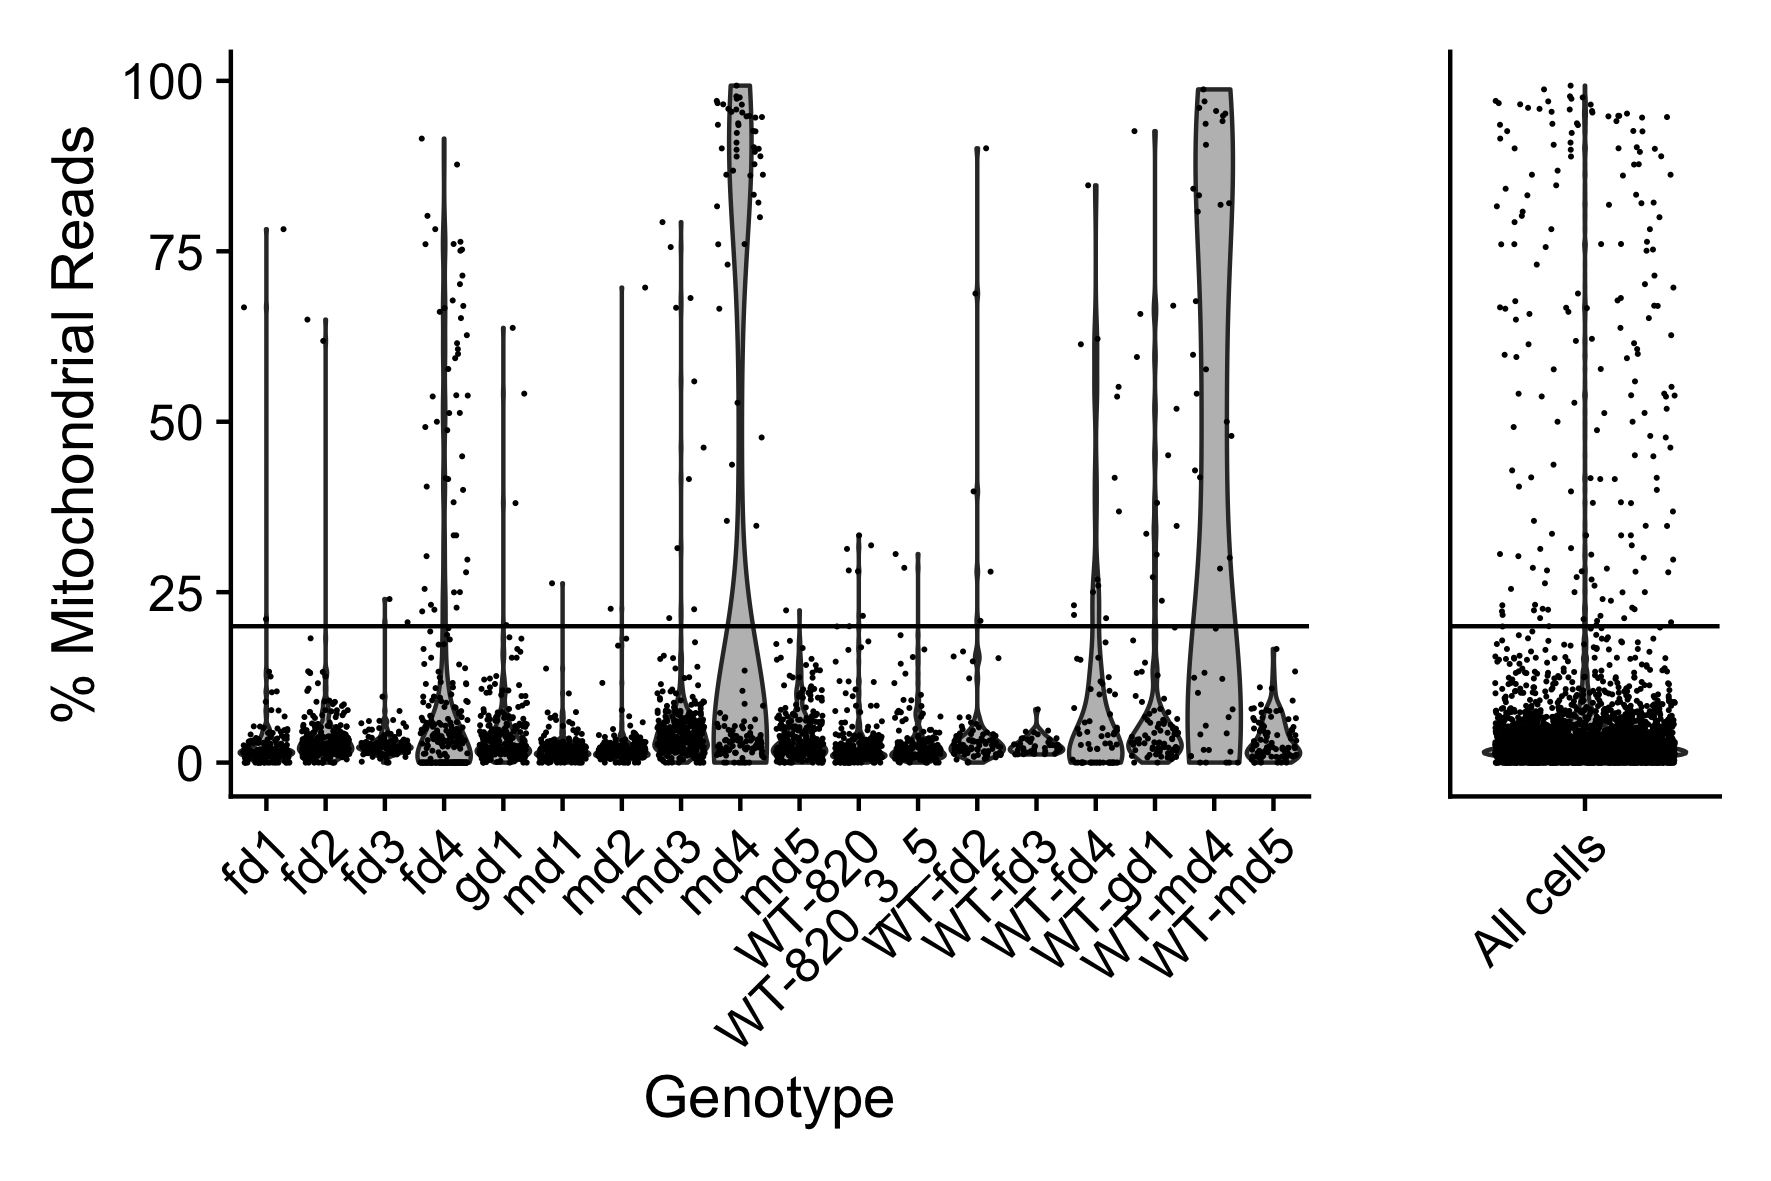 % Mitochondrial Reads
100
75
50
25
0
fd1
fd2
fd3
fd4
gd1
md1
md2
md3
md4
md5
WT-820
WT-820_3_5
WT-fd2
WT-fd3
WT-fd4
WT-gd1
WT-md4
WT-md5
All cells
Genotype